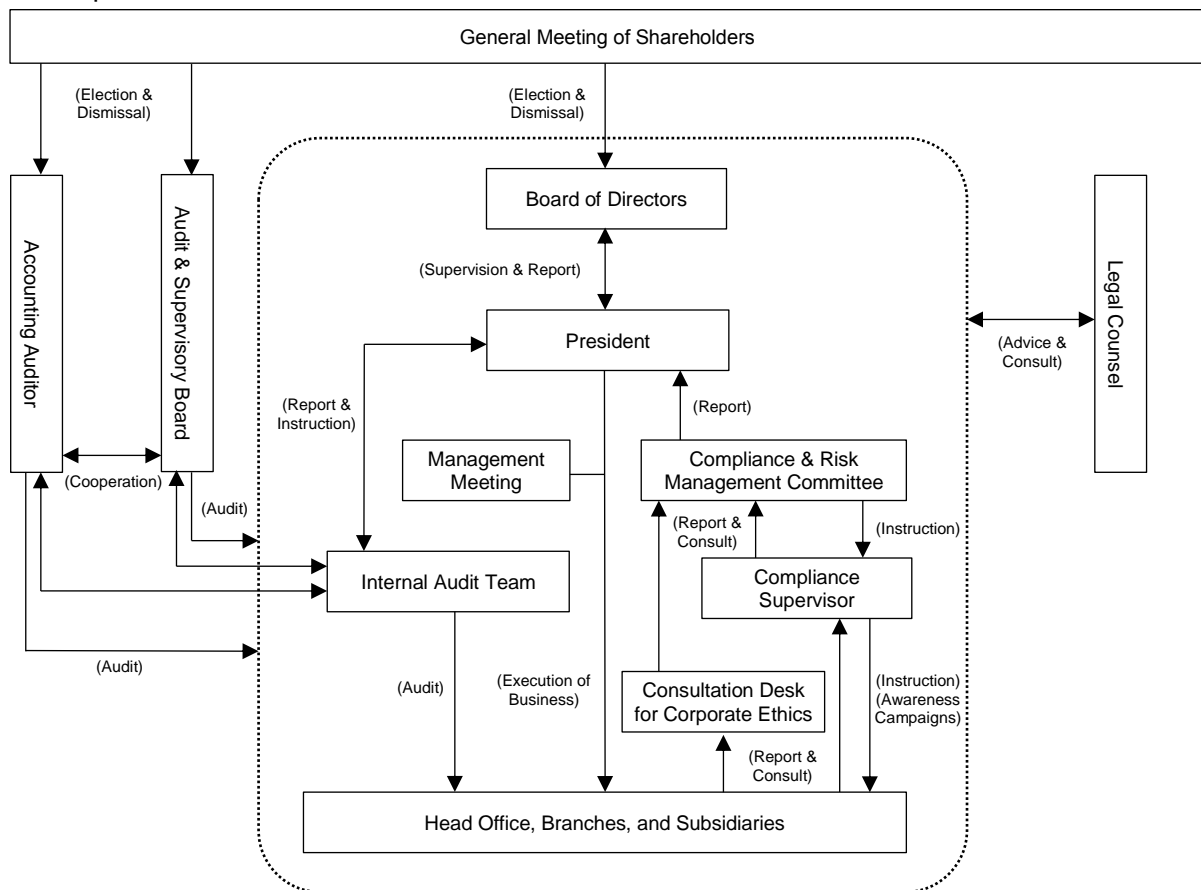 General Meeting of Shareholders
(Election &
Dismissal)
(Election &
Dismissal)
Accounting Auditor
Audit & Supervisory Board
Board of Directors
(Supervision & Report)
Legal Counsel
President
(Advice &
Consult)
(Report &
Instruction)
(Report)
Management
Meeting
Compliance & Risk
Management Committee
(Cooperation)
(Audit)
(Report &
Consult)
(Instruction)
Internal Audit Team
Compliance
Supervisor
(Audit)
(Audit)
(Execution of
Business)
Consultation Desk
for Corporate Ethics
(Instruction)
(Awareness
Campaigns)
(Report &
Consult)
Head Office, Branches, and Subsidiaries